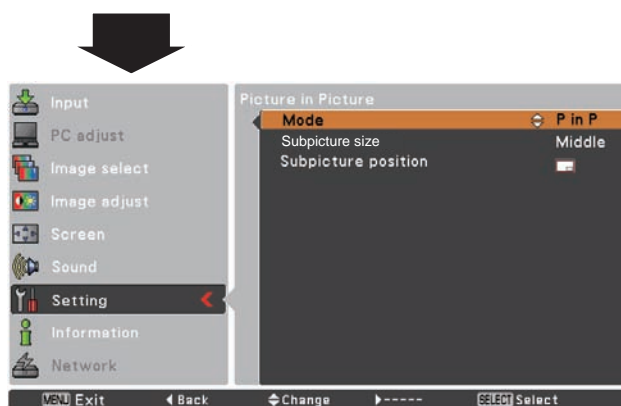 Input
PC adjust
Image select
Image adjust
Screen
Sound
Setting
Information
Network
Picture in Picture
Mode P in P
Subpicture size Middle
Subpicture position
MENU Exit Back Change ----- SELECT Select